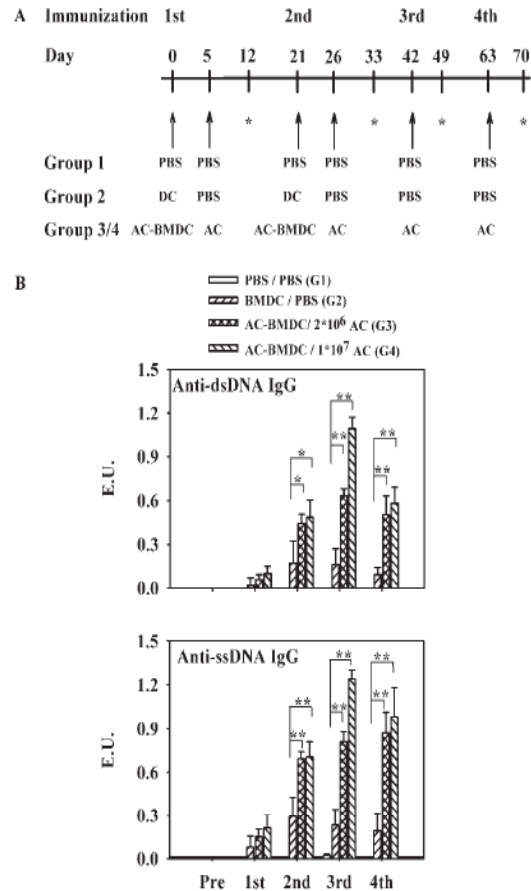 A Immunization 1st 2nd 3rd 4th
Day 0 5 12 21 26 33 42 49 63 70
* * * *
Group 1 PBS PBS PBS PBS PBS PBS
Group 2 DC PBS DC PBS PBS PBS
Group 3/4 AC-BMDC AC AC-BMDC AC AC AC
B
PBS / PBS (G1)
BMDC / PBS (G2)
AC-BMDC/ 2*10⁶ AC (G3)
AC-BMDC / 1*10⁷ AC (G4)
Anti-dsDNA IgG
E.U.
1.5
1.2
0.9
0.6
0.3
0.0
* * ** ** ** **
Anti-ssDNA IgG
E.U.
1.5
1.2
0.9
0.6
0.3
0.0
** ** ** ** ** **
Pre 1st 2nd 3rd 4th